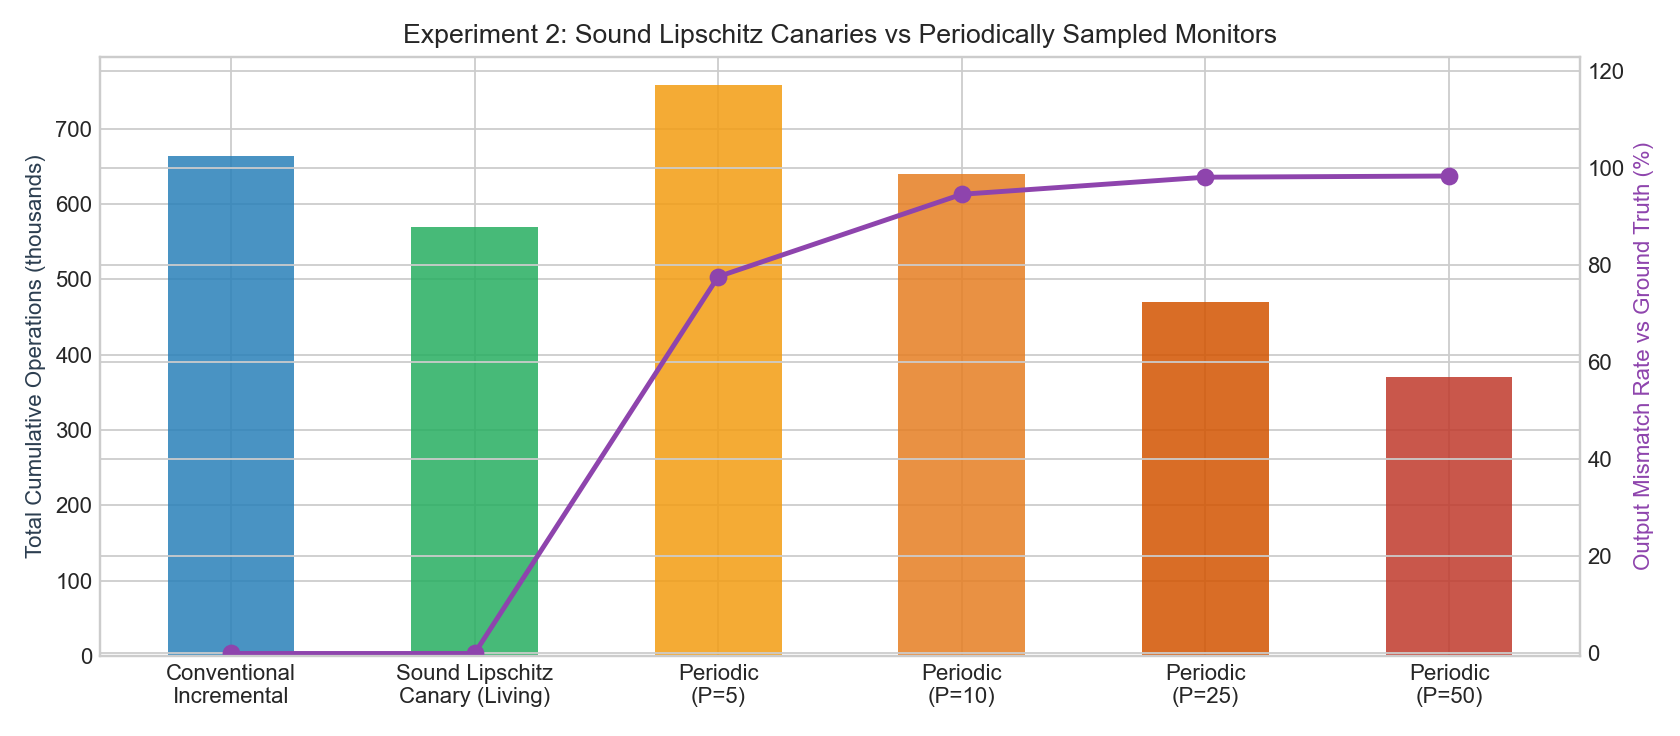 Experiment 2: Sound Lipschitz Canaries vs Periodically Sampled Monitors
Total Cumulative Operations (thousands)
700
600
500
400
300
200
100
0
120
100
80
60
40
20
0
Output Mismatch Rate vs Ground Truth (%)
Conventional
Incremental
Sound Lipschitz
Canary (Living)
Periodic
(P=5)
Periodic
(P=10)
Periodic
(P=25)
Periodic
(P=50)